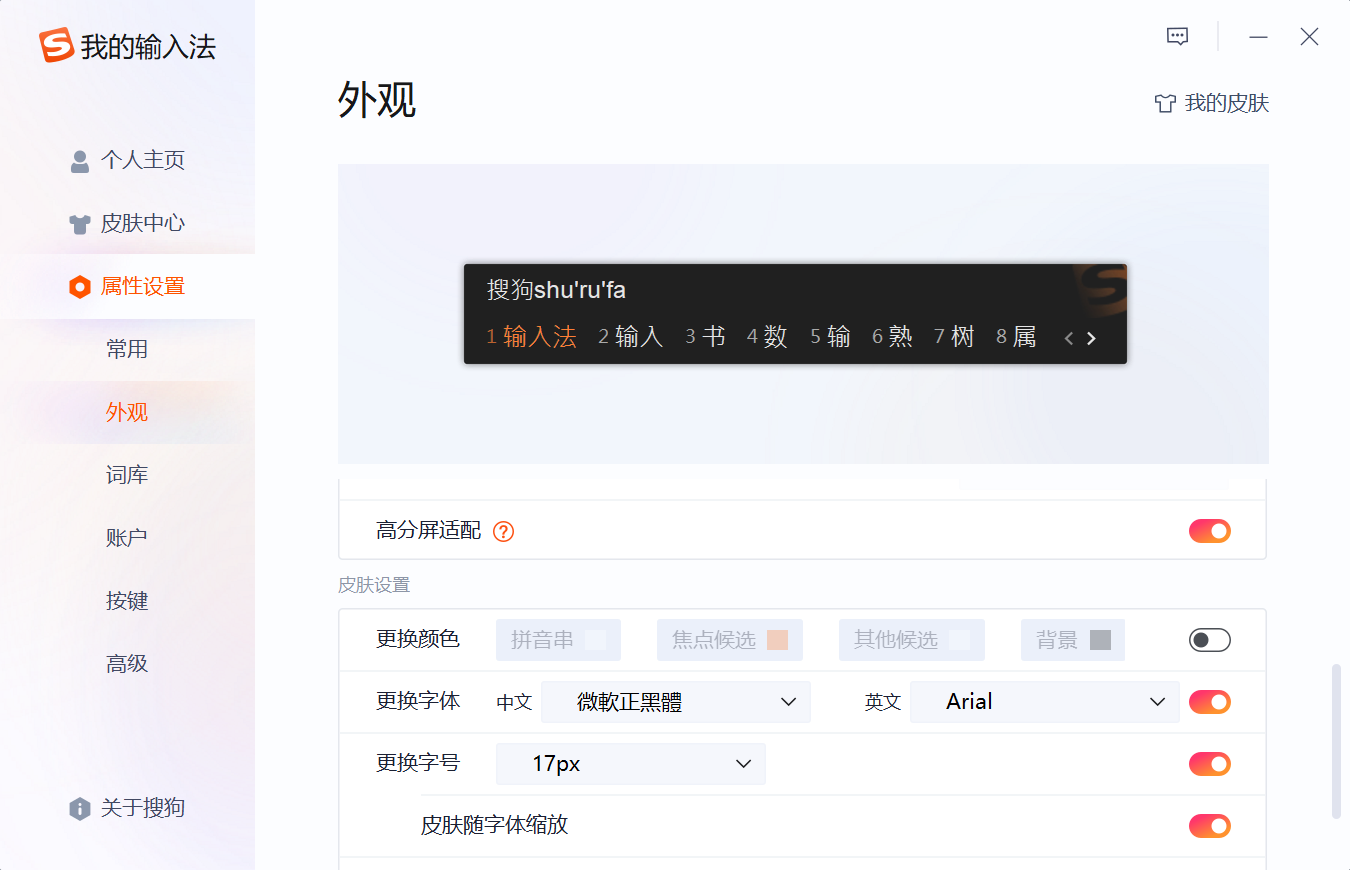 我的输入法
个人主页
皮肤中心
属性设置
常用
外观
词库
账户
按键
高级
关于搜狗
外观
我的皮肤
搜狗shu'ru'fa
1 输入法 2 输入 3 书 4 数 5 输 6 熟 7 树 8 属
高分屏适配
皮肤设置
更换颜色 拼音串 焦点候选 其他候选 背景
更换字体 中文 微軟正黑體 英文 Arial
更换字号 17px
皮肤随字体缩放